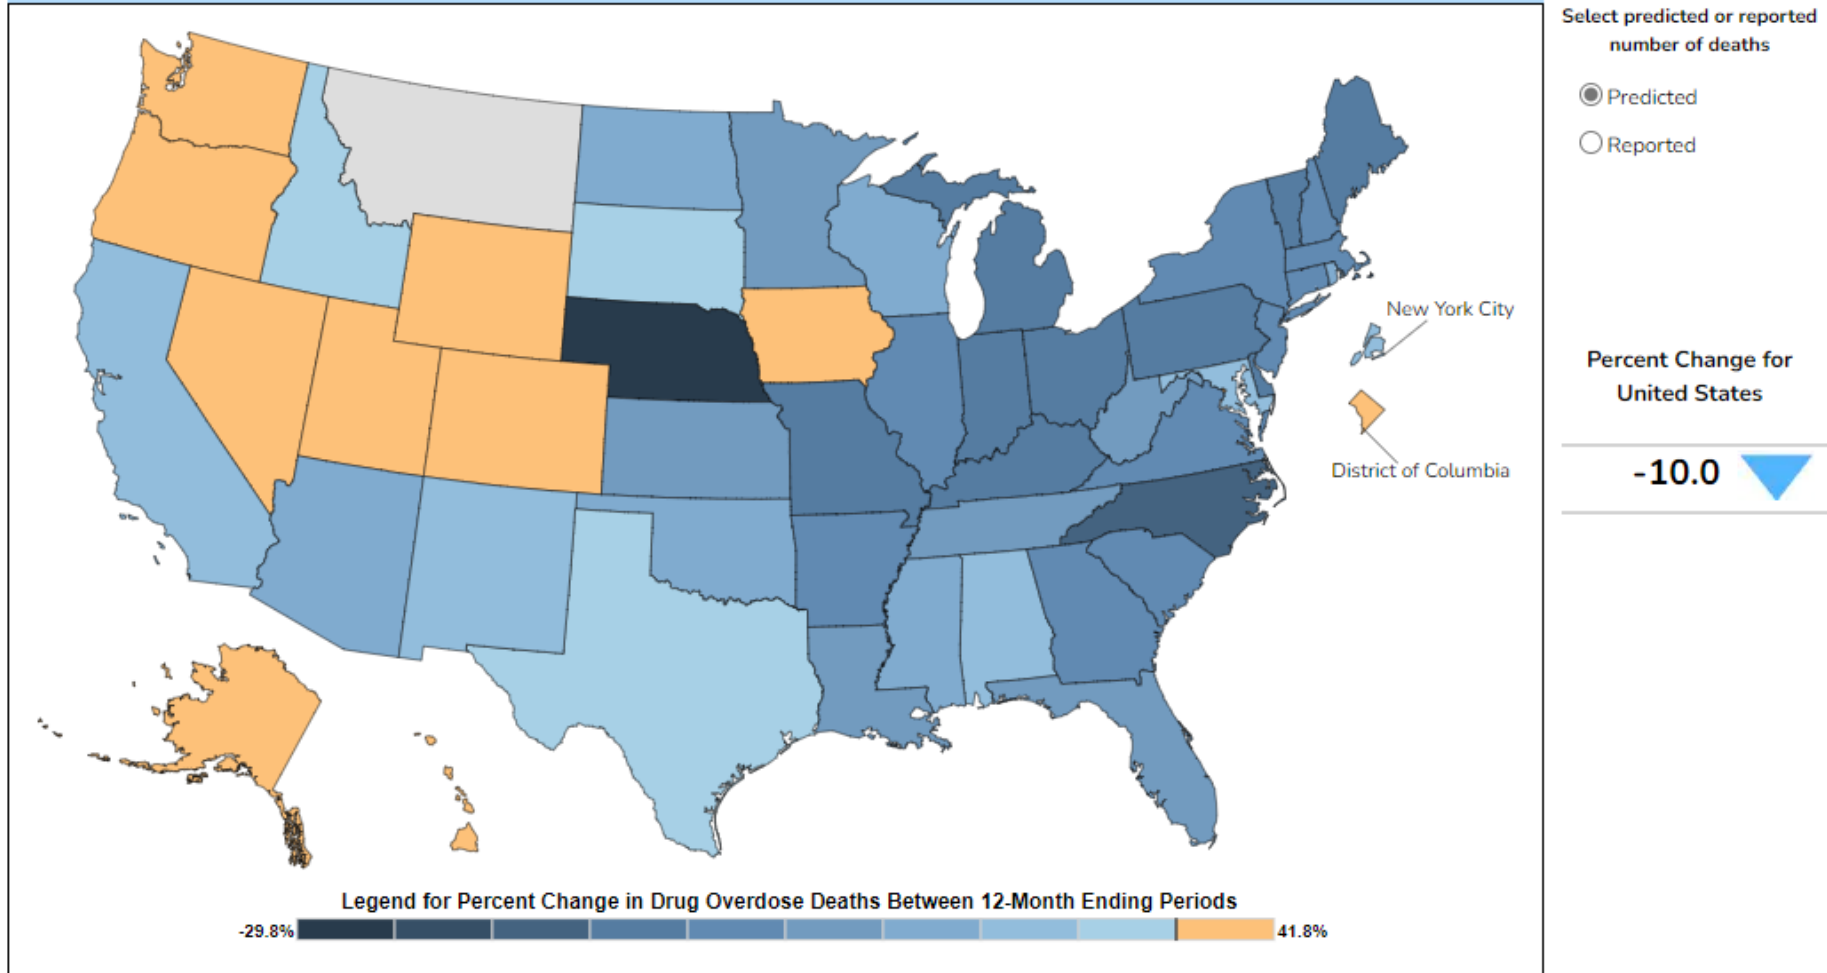 Select predicted or reported
number of deaths
Predicted
Reported
New York City
District of Columbia
Percent Change for
United States
-10.0
Legend for Percent Change in Drug Overdose Deaths Between 12-Month Ending Periods
-29.8%
41.8%